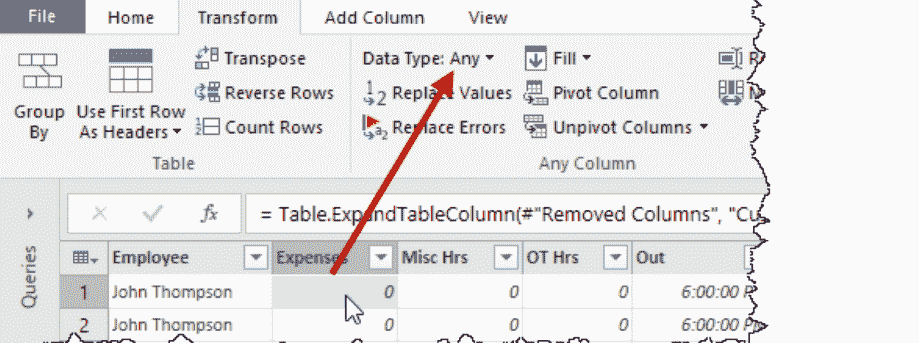 File Home Transform Add Column View
Transpose Data Type: Any Fill
Reverse Rows Replace Values Pivot Column
Group By Use First Row As Headers Count Rows Replace Errors Unpivot Columns
Table Any Column
fx = Table.ExpandTableColumn(#"Removed Columns", "Cu
Queries
Employee Expenses Misc Hrs OT Hrs Out
1 John Thompson 0 0 0 6:00:00 P
2 John Thompson 0 0 0 6:00:00 P